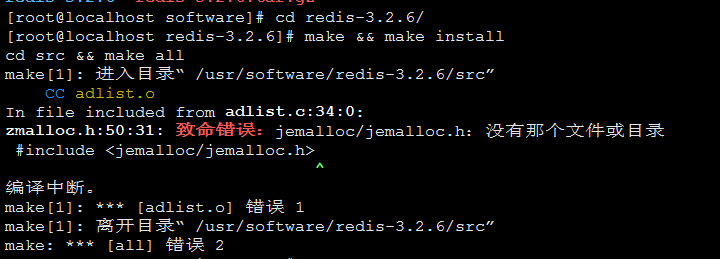 [root@localhost software]# cd redis-3.2.6/
[root@localhost redis-3.2.6]# make && make install
cd src && make all
make[1]: 进入目录“ /usr/software/redis-3.2.6/src”
CC adlist.o
In file included from adlist.c:34:0:
zmalloc.h:50:31: 致命错误：jemalloc/jemalloc.h：没有那个文件或目录
#include <jemalloc/jemalloc.h>
^
编译中断。
make[1]: *** [adlist.o] 错误 1
make[1]: 离开目录“ /usr/software/redis-3.2.6/src”
make: *** [all] 错误 2